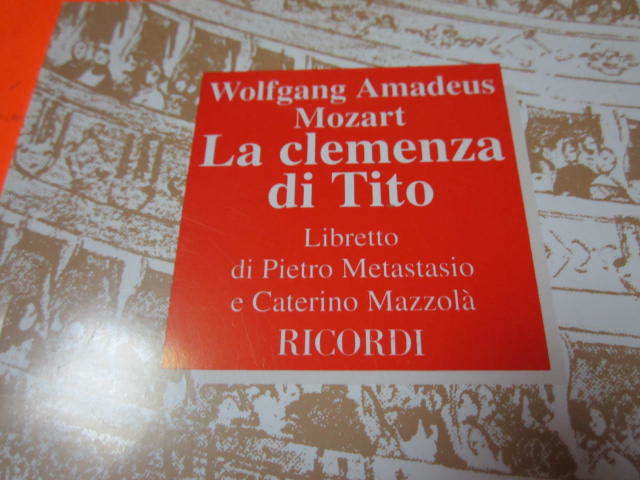 Wolfgang Amadeus
Mozart
La clemenza
di Tito
Libretto
di Pietro Metastasio
e Caterino Mazzolà
RICORDI